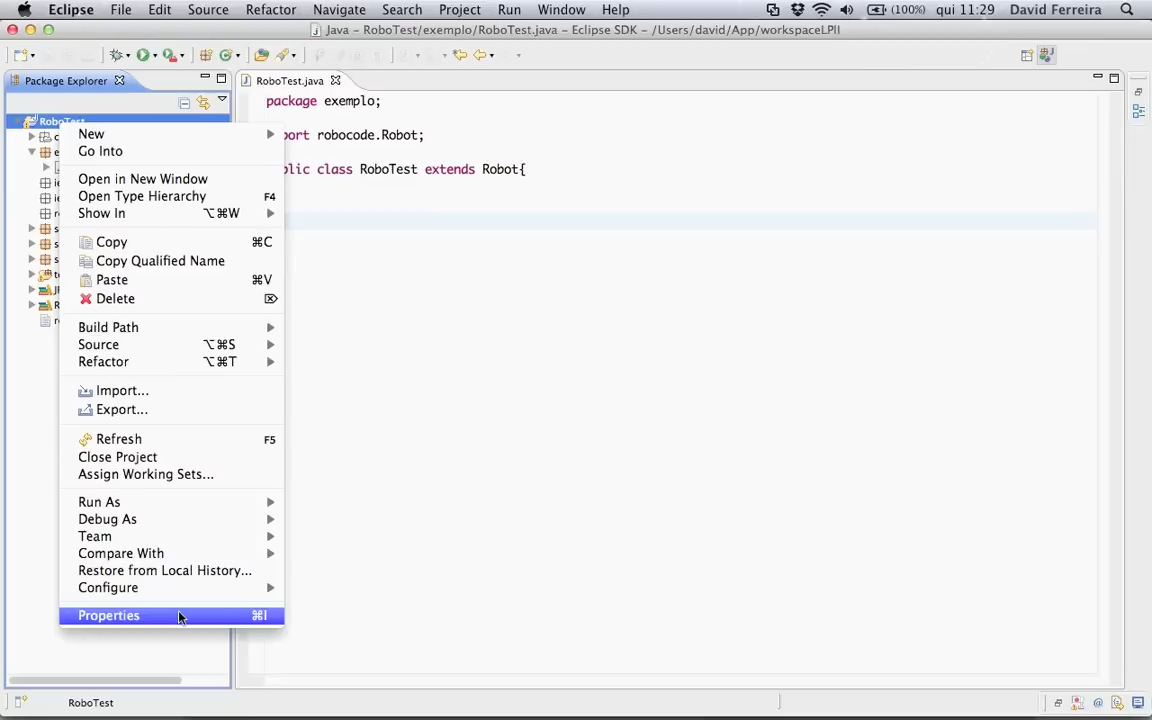 Eclipse File Edit Source Refactor Navigate Search Project Run Window Help (100%) qui 11:29 David Ferreira
Java – RoboTest/exemplo/RoboTest.java – Eclipse SDK – /Users/david/App/workspaceLPII
Package Explorer
RoboTest.java
RoboTest
New
Go Into
Open in New Window
Open Type Hierarchy F4
Show In ⌥⌘W
Copy ⌘C
Copy Qualified Name
Paste ⌘V
Delete ⌦
Build Path
Source ⌥⌘S
Refactor ⌥⌘T
Import...
Export...
Refresh F5
Close Project
Assign Working Sets...
Run As
Debug As
Team
Compare With
Restore from Local History...
Configure
Properties ⌘I
package exemplo;
port robocode.Robot;
lic class RoboTest extends Robot{
RoboTest